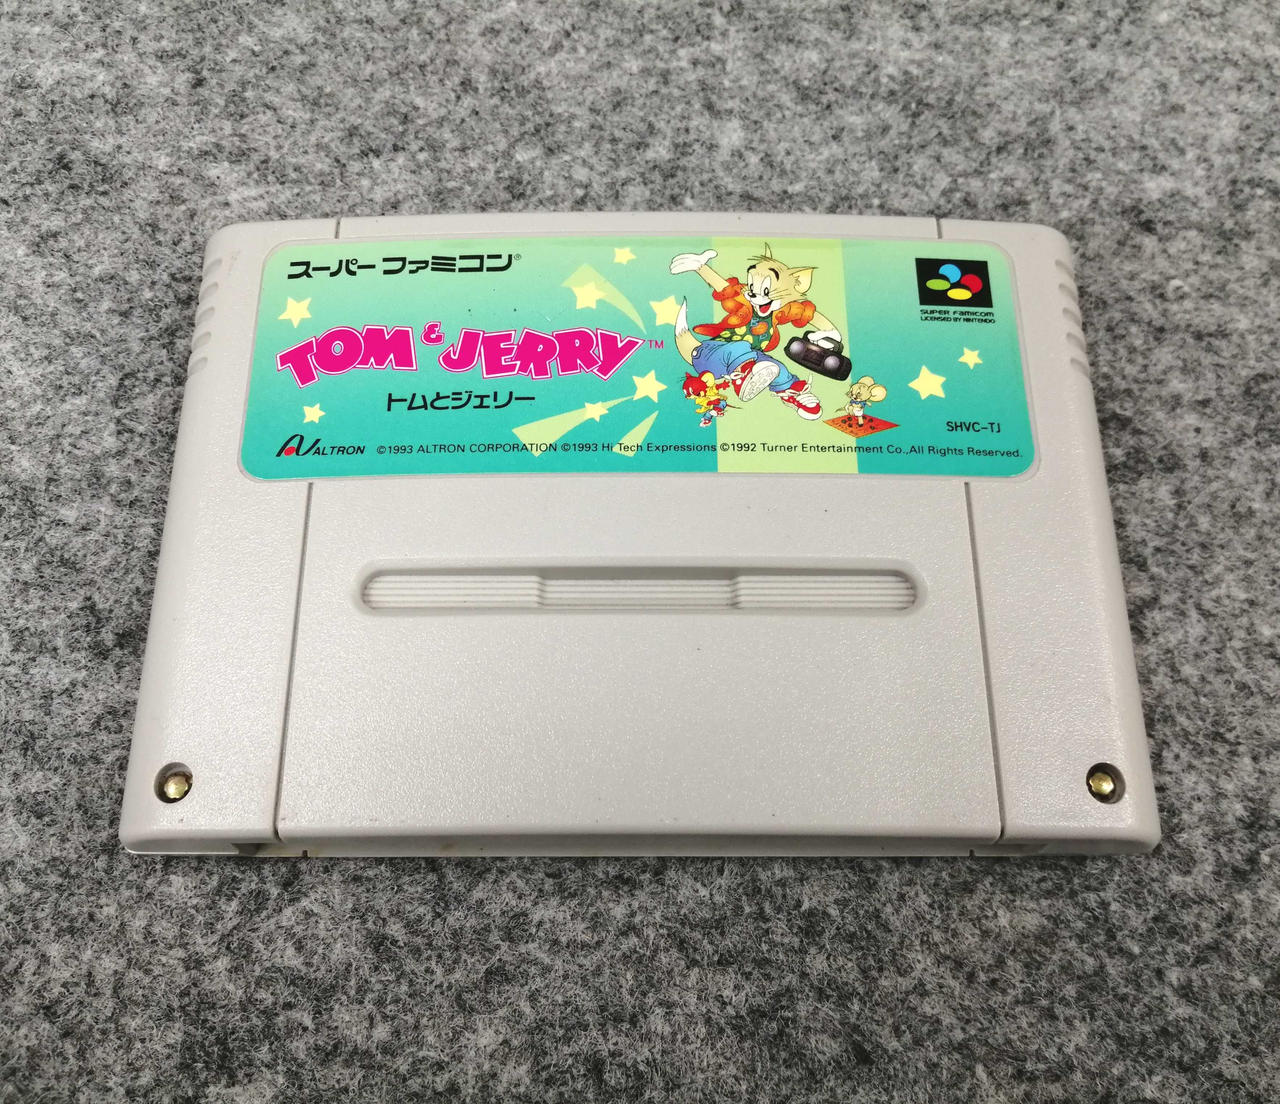 スーパーファミコン®
SUPER FAMICOM
LICENSED BY NINTENDO
TOM & JERRY™
トムとジェリー
SHVC-TJ
ALTRON ©1993 ALTRON CORPORATION ©1993 Hi Tech Expressions ©1992 Turner Entertainment Co.,All Rights Reserved.